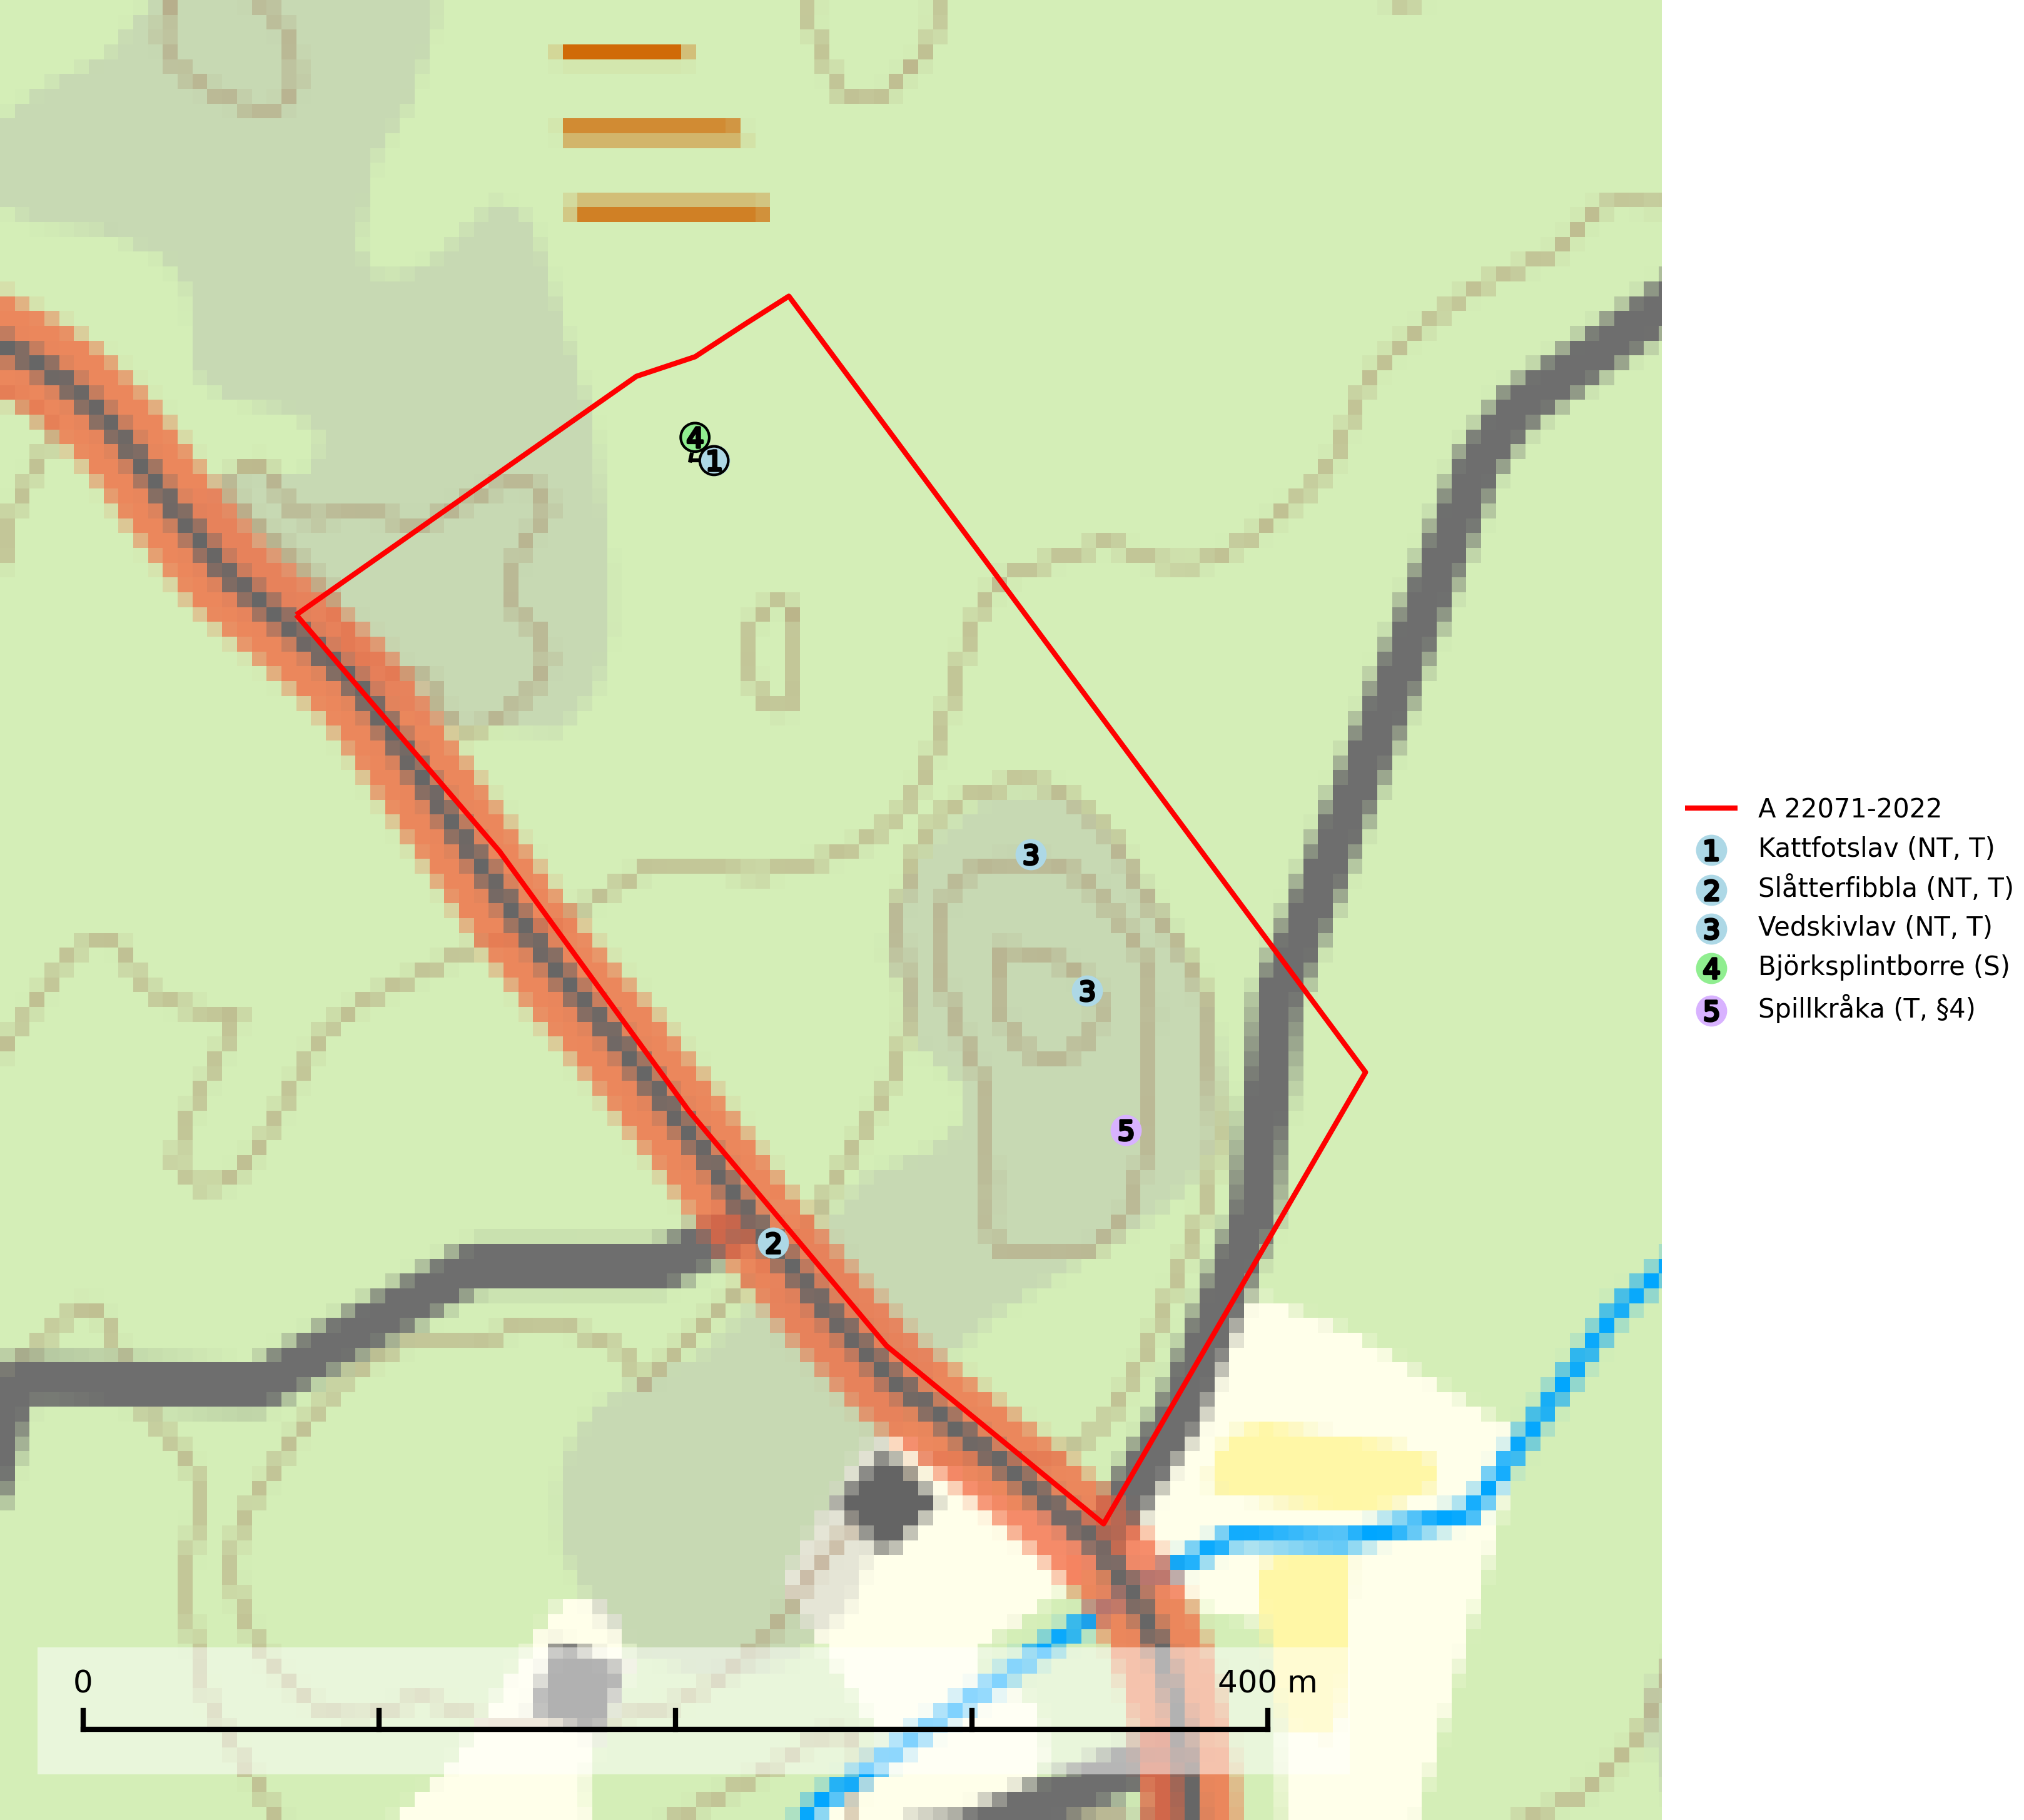 4
1
3
3
5
2
0
400 m
A 22071-2022
1 Kattfotslav (NT, T)
2 Slåtterfibbla (NT, T)
3 Vedskivlav (NT, T)
4 Björksplintborre (S)
5 Spillkråka (T, §4)